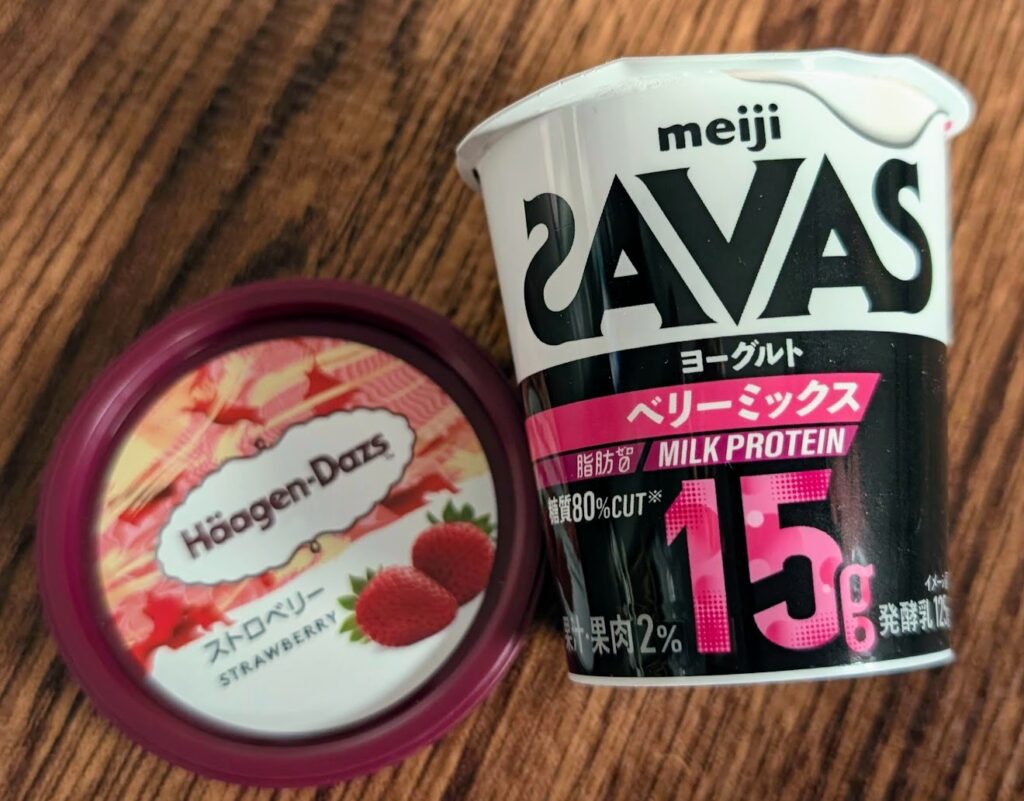 Häagen-Dazs
ストロベリー
STRAWBERRY
meiji
SAVAS
ヨーグルト
ベリーミックス
脂肪ゼロ MILK PROTEIN
糖質80%CUT※
15g
果汁・果肉2%
発酵乳 125